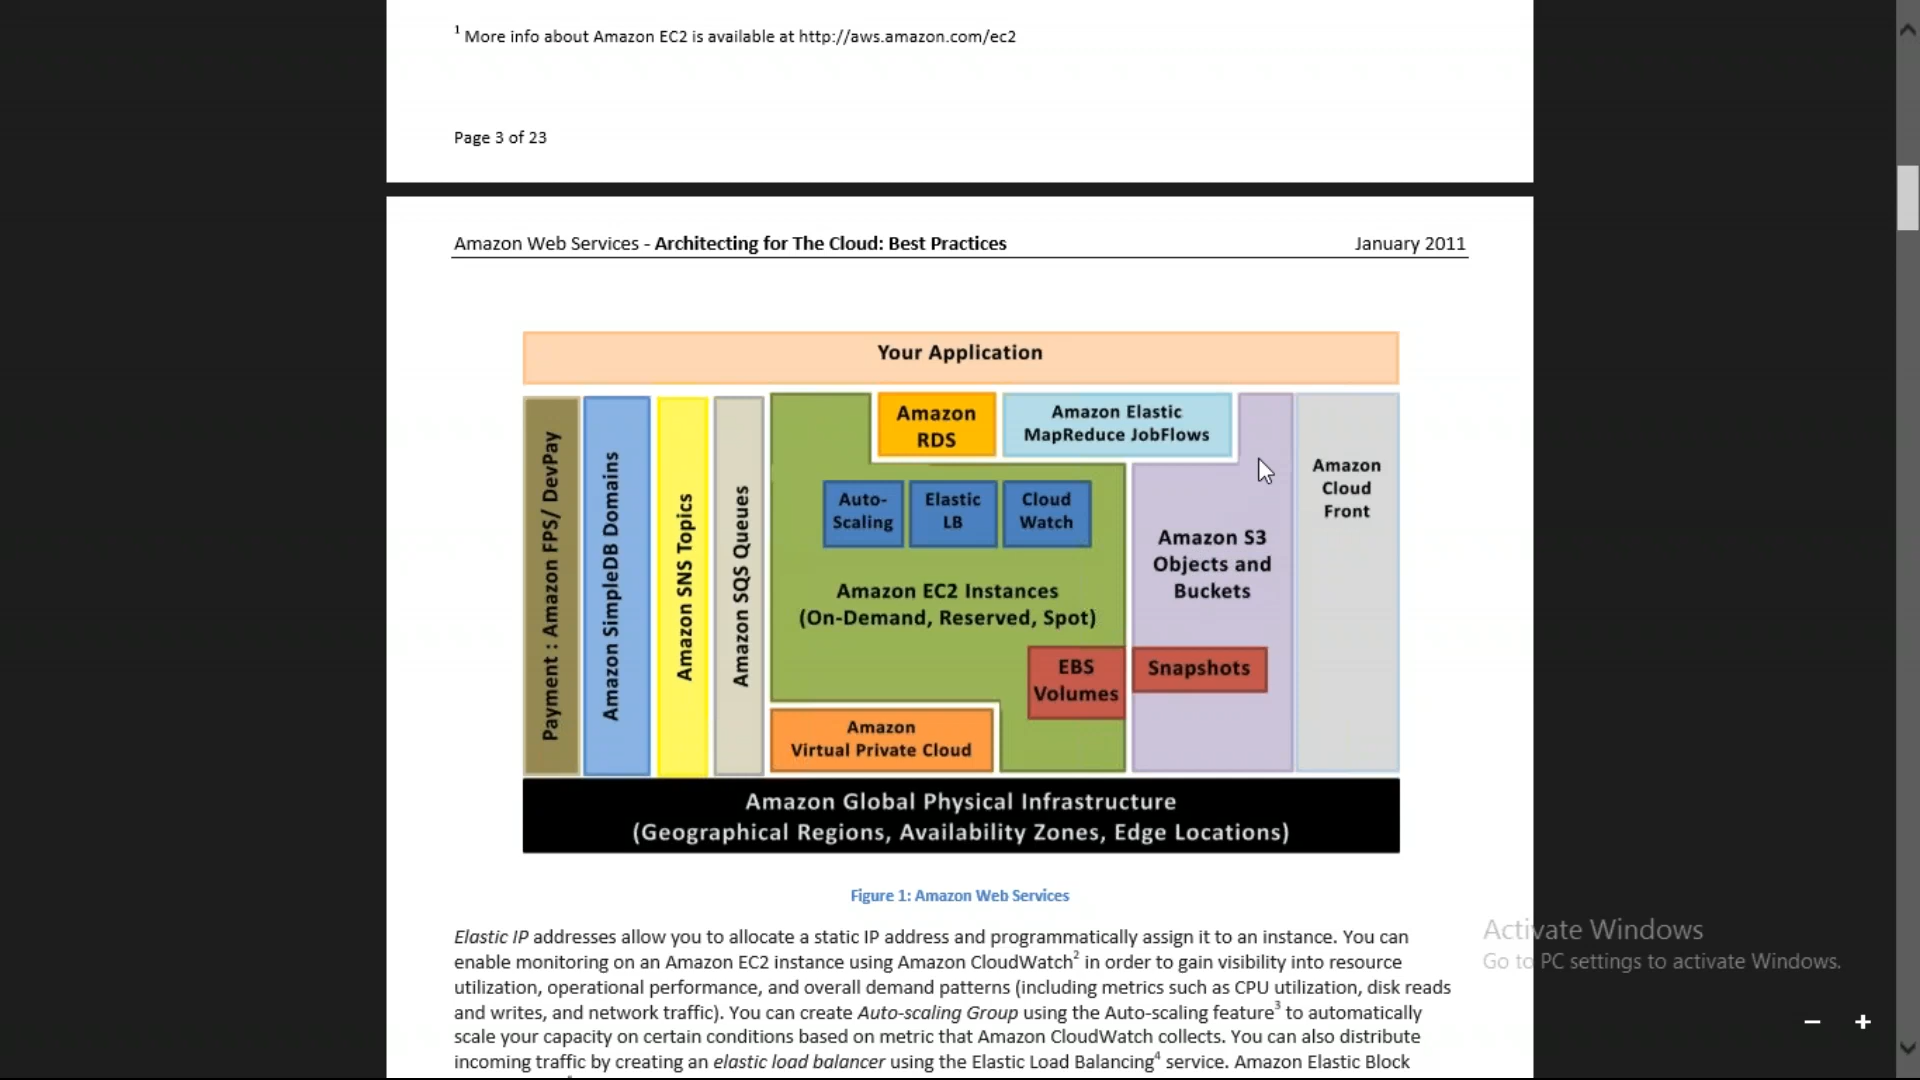 1 More info about Amazon EC2 is available at http://aws.amazon.com/ec2
Page 3 of 23
Amazon Web Services - Architecting for The Cloud: Best Practices January 2011
Your Application
Payment : Amazon FPS/ DevPay
Amazon SimpleDB Domains
Amazon SNS Topics
Amazon SQS Queues
Amazon
RDS
Amazon Elastic
MapReduce JobFlows
Auto-
Scaling
Elastic
LB
Cloud
Watch
Amazon EC2 Instances
(On-Demand, Reserved, Spot)
EBS
Volumes
Amazon
Virtual Private Cloud
Amazon S3
Objects and
Buckets
Snapshots
Amazon
Cloud
Front
Amazon Global Physical Infrastructure
(Geographical Regions, Availability Zones, Edge Locations)
Figure 1: Amazon Web Services
Elastic IP addresses allow you to allocate a static IP address and programmatically assign it to an instance. You can
enable monitoring on an Amazon EC2 instance using Amazon CloudWatch2 in order to gain visibility into resource
utilization, operational performance, and overall demand patterns (including metrics such as CPU utilization, disk reads
and writes, and network traffic). You can create Auto-scaling Group using the Auto-scaling feature3 to automatically
scale your capacity on certain conditions based on metric that Amazon CloudWatch collects. You can also distribute
incoming traffic by creating an elastic load balancer using the Elastic Load Balancing4 service. Amazon Elastic Block
Activate Windows
Go to PC settings to activate Windows.